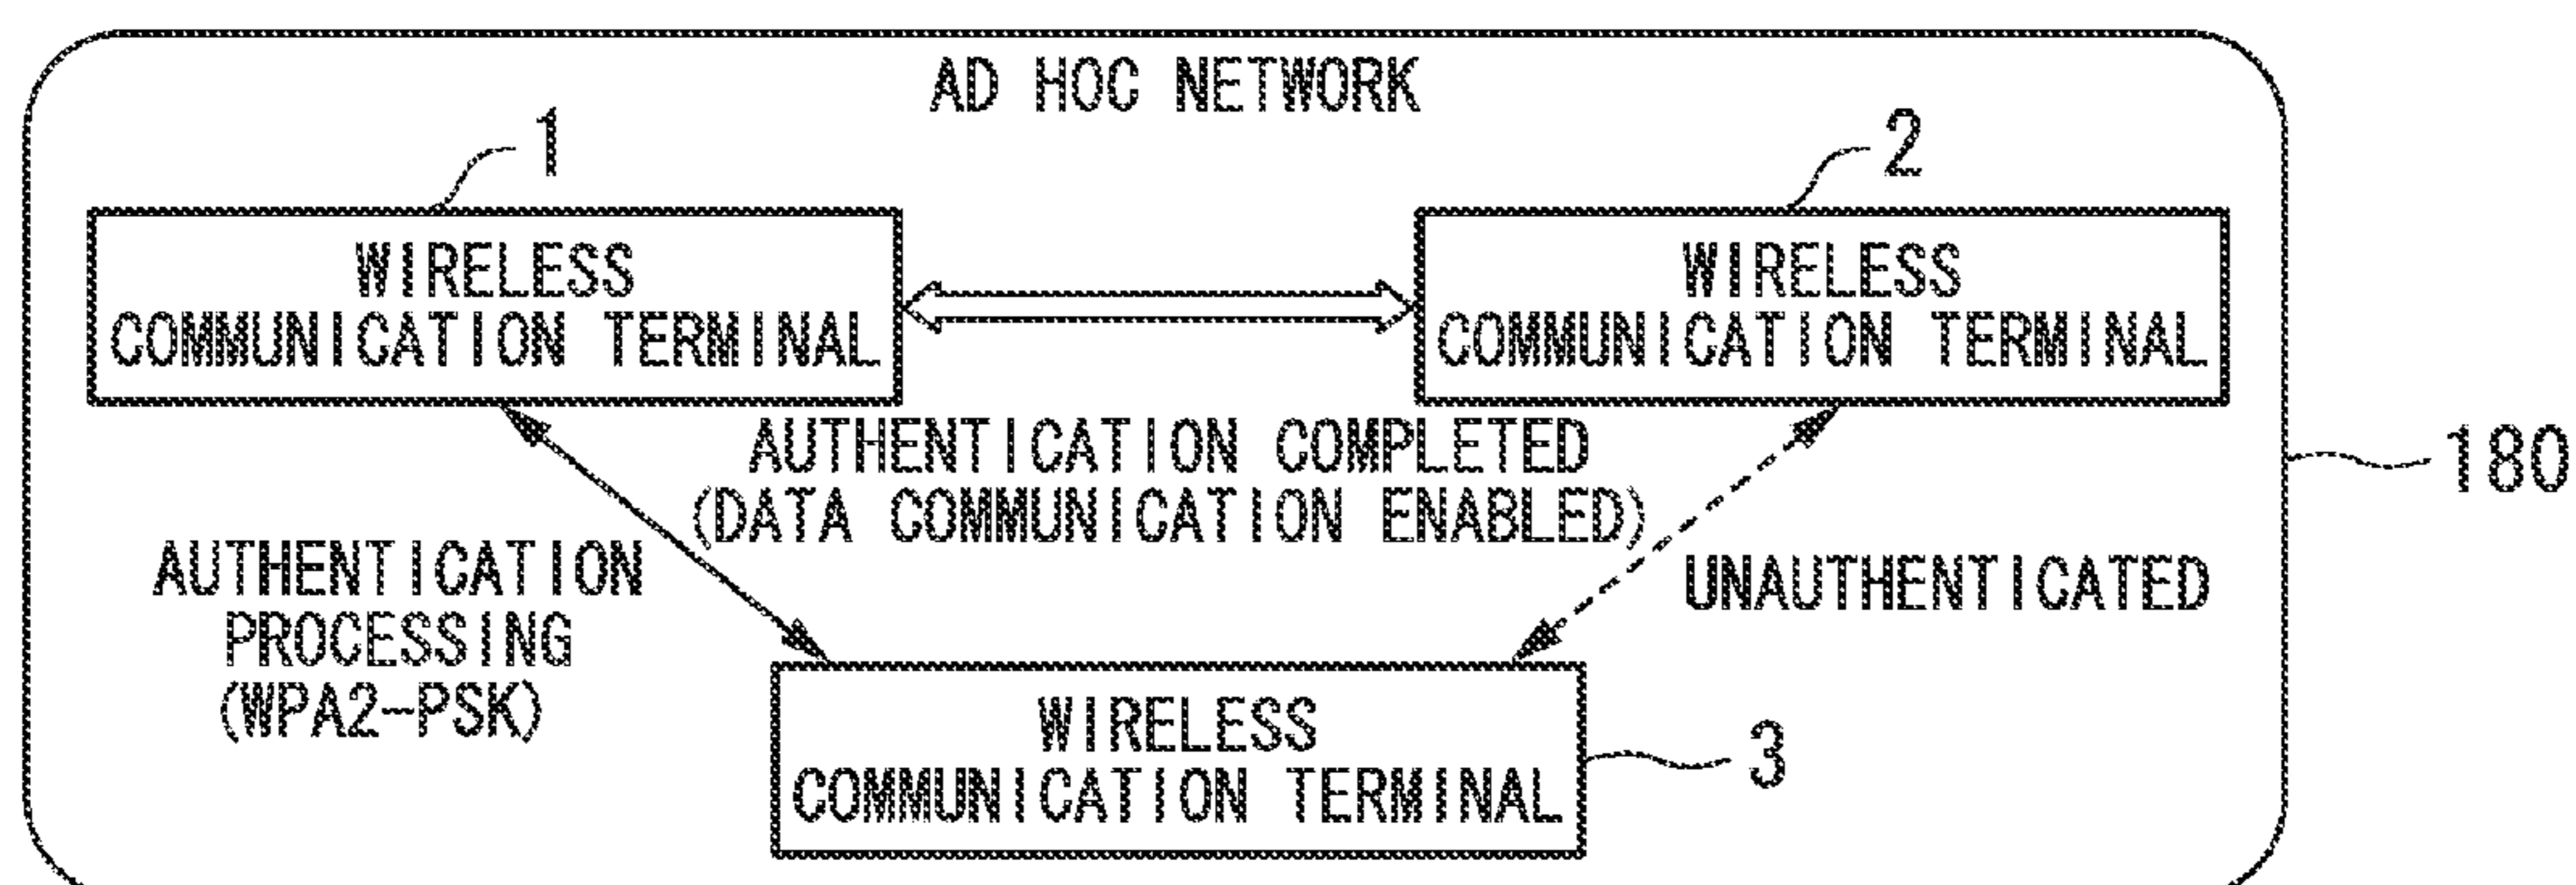 AD HOC NETWORK
1
2
WIRELESS
COMMUNICATION TERMINAL
WIRELESS
COMMUNICATION TERMINAL
AUTHENTICATION COMPLETED
(DATA COMMUNICATION ENABLED)
180
AUTHENTICATION
PROCESSING
(WPA2-PSK)
UNAUTHENTICATED
WIRELESS
COMMUNICATION TERMINAL
3